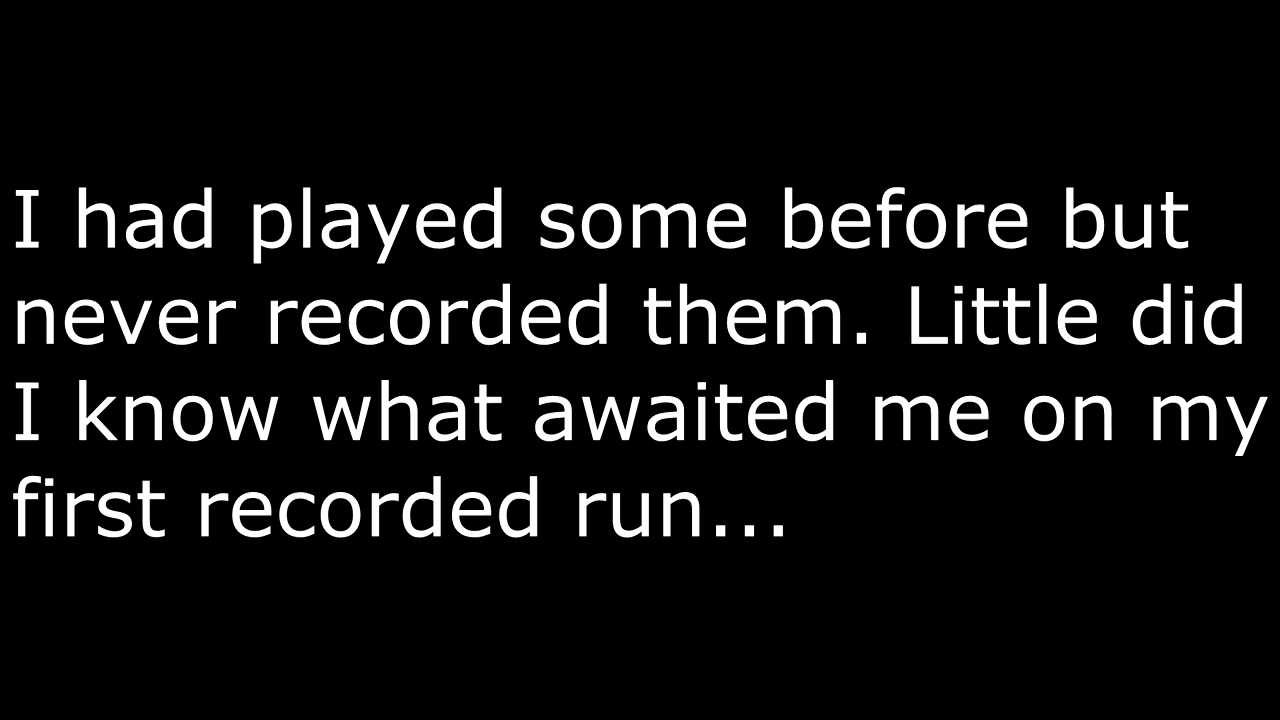 I had played some before but
never recorded them. Little did
I know what awaited me on my
first recorded run...